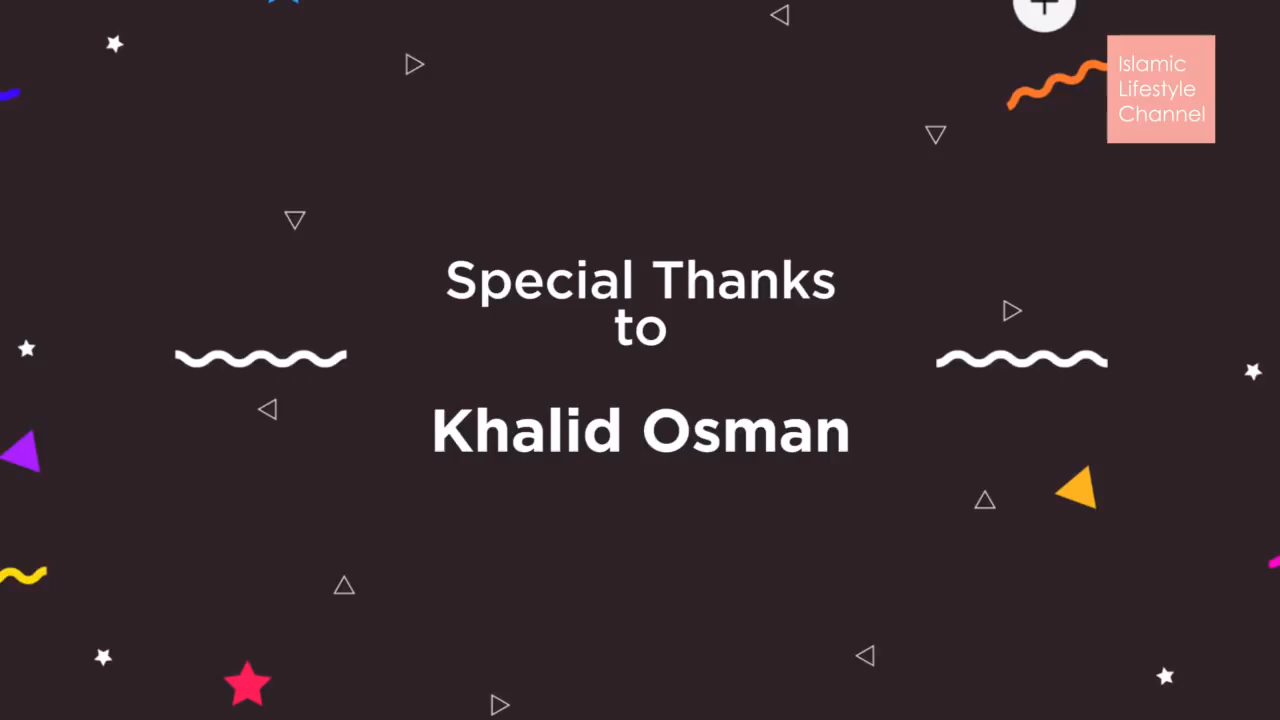 Islamic
Lifestyle
Channel
Special Thanks
to
Khalid Osman